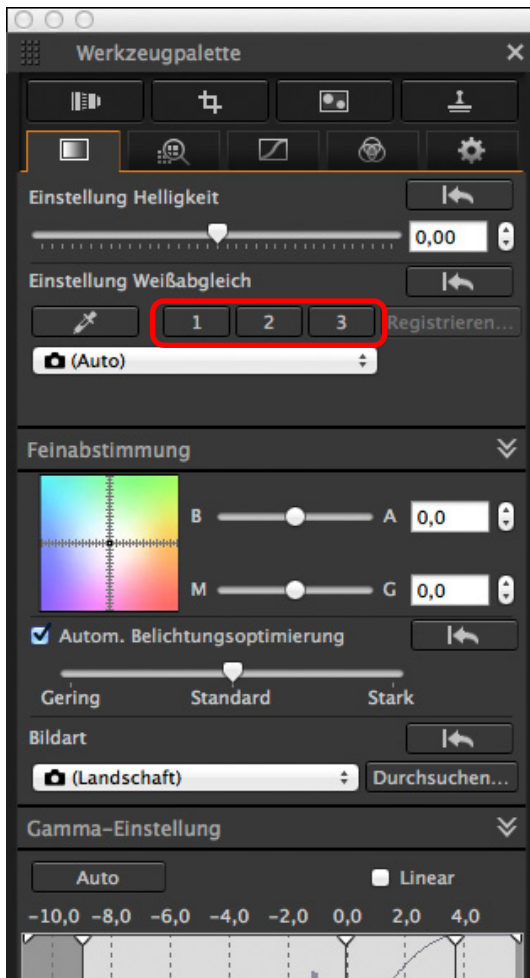 Werkzeugpalette
Einstellung Helligkeit
0,00
Einstellung Weißabgleich
1 2 3 Registrieren...
(Auto)
Feinabstimmung
B A 0,0
M G 0,0
Autom. Belichtungsoptimierung
Gering Standard Stark
Bildart
(Landschaft) Durchsuchen...
Gamma-Einstellung
Auto Linear
-10,0 -8,0 -6,0 -4,0 -2,0 0,0 2,0 4,0